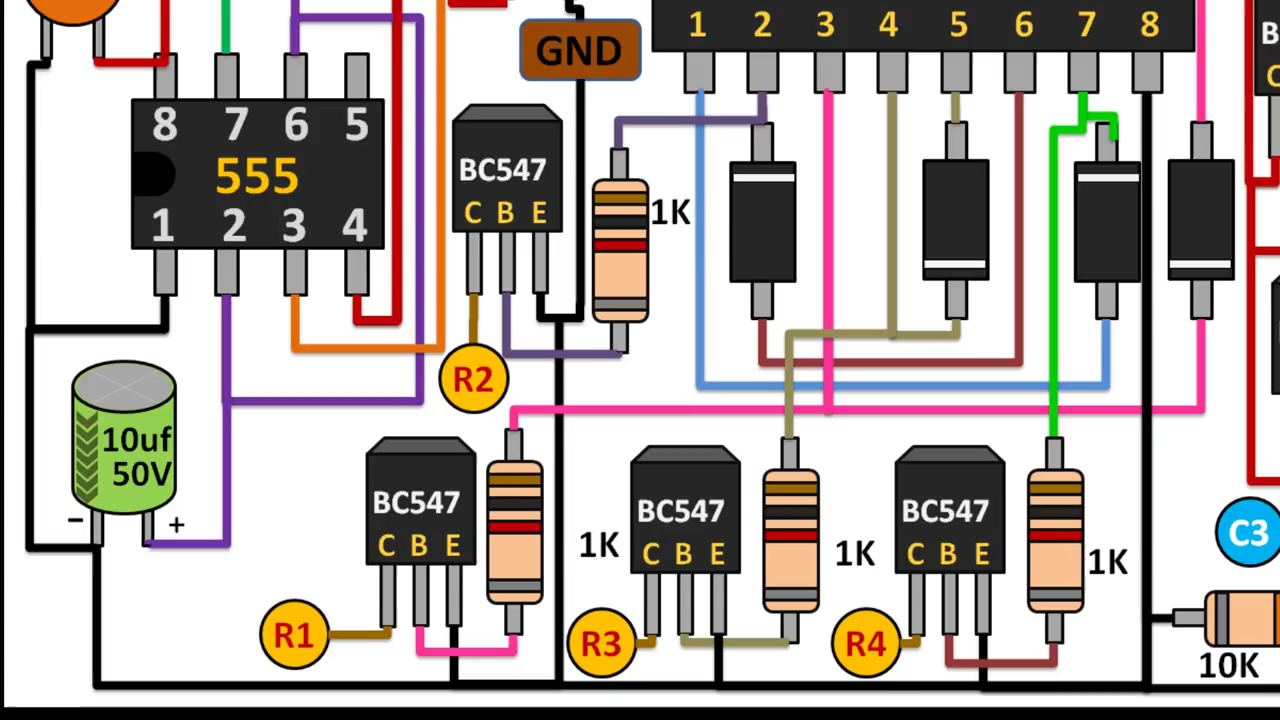 GND
1 2 3 4 5 6 7 8
8 7 6 5
555
1 2 3 4
BC547
C B E
1K
R2
10uf
50V
- +
BC547
C B E
R1
1K
BC547
C B E
R3
1K
BC547
C B E
R4
1K
C3
10K
B
C